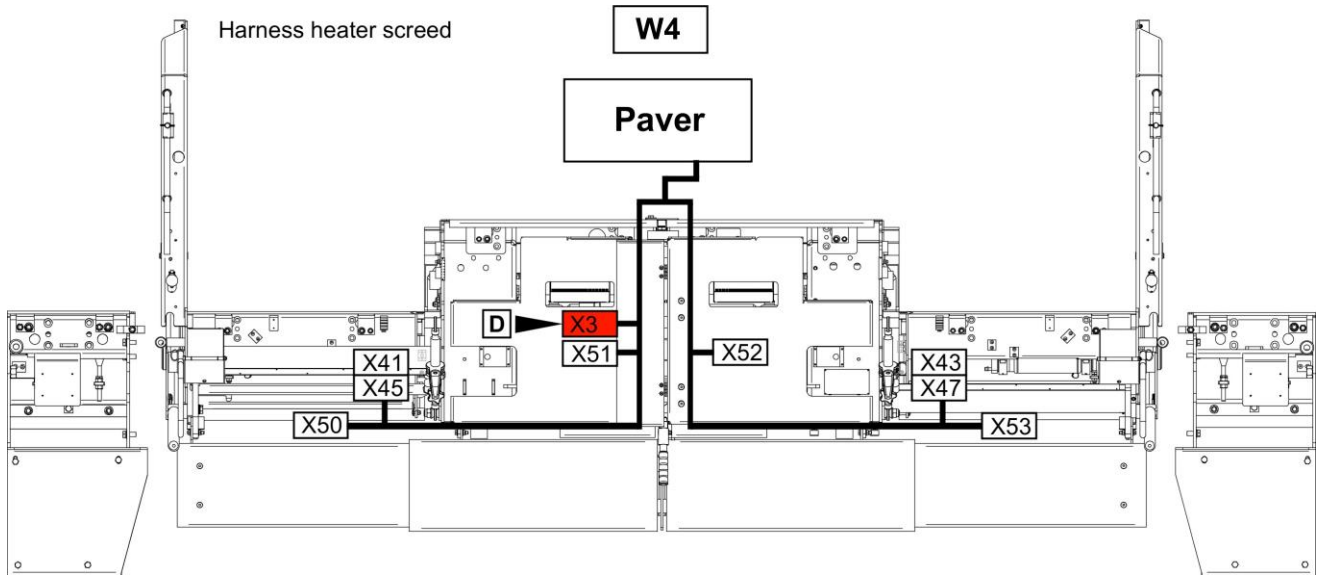 Harness heater screed
W4
Paver
D
X3
X51
X52
X41
X45
X43
X47
X50
X53